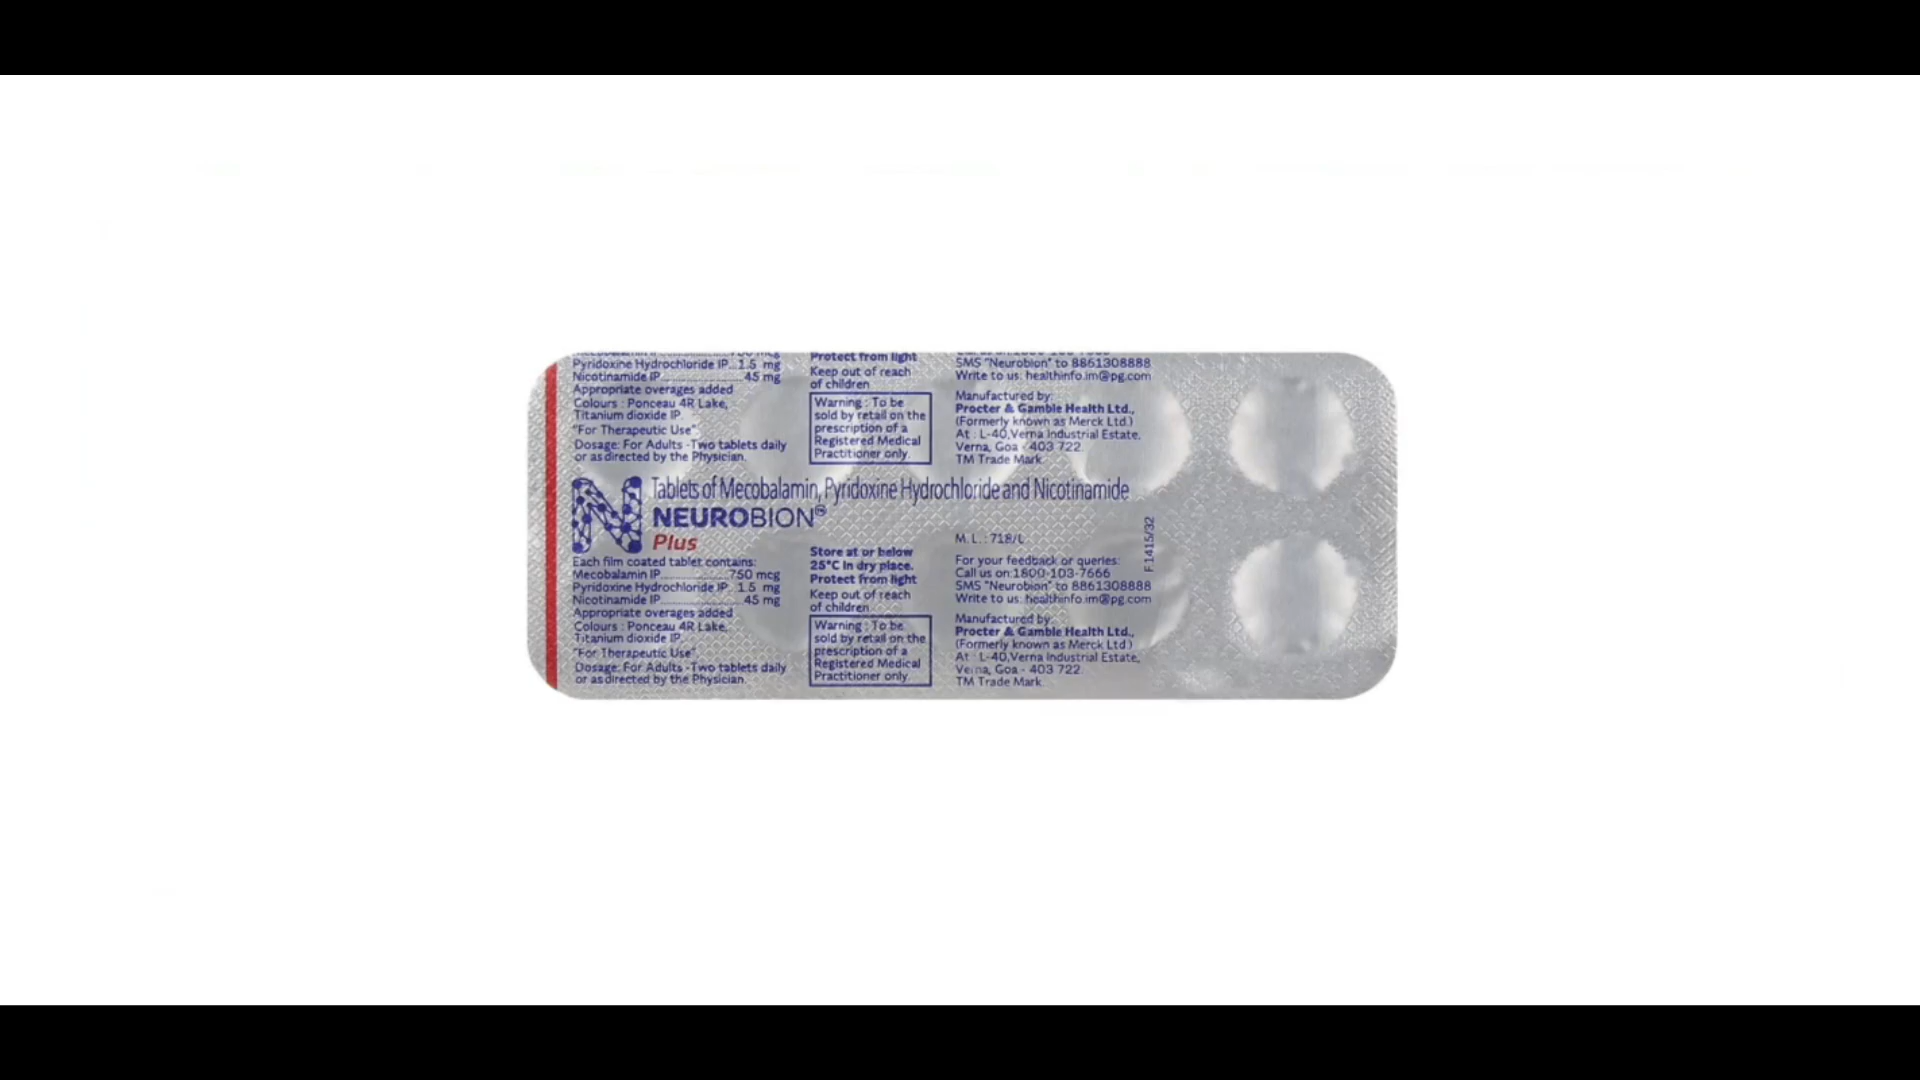 Pyridoxine Hydrochloride IP...1.5 mg
Nicotinamide IP......................45 mg
Appropriate overages added
Colours : Ponceau 4R Lake,
Titanium dioxide IP.
"For Therapeutic Use".
Dosage: For Adults -Two tablets daily
or as directed by the Physician.
Protect from light
Keep out of reach
of children
Warning : To be
sold by retail on the
prescription of a
Registered Medical
Practitioner only.
SMS "Neurobion" to 8861308888
Write to us: healthinfo.im@pg.com
Manufactured by:
Procter & Gamble Health Ltd.,
(Formerly known as Merck Ltd.)
At : L-40,Verna Industrial Estate,
Verna, Goa - 403 722.
TM Trade Mark
Tablets of Mecobalamin, Pyridoxine Hydrochloride and Nicotinamide
NEUROBION
Plus
Each film coated tablet contains:
Mecobalamin IP..................750 mcg
Pyridoxine Hydrochloride IP...1.5 mg
Nicotinamide IP......................45 mg
Appropriate overages added
Colours : Ponceau 4R Lake,
Titanium dioxide IP.
"For Therapeutic Use".
Dosage: For Adults -Two tablets daily
or as directed by the Physician.
Store at or below
25°C In dry place.
Protect from light
Keep out of reach
of children
Warning : To be
sold by retail on the
prescription of a
Registered Medical
Practitioner only.
M. L. : 718/L
For your feedback or queries:
Call us on:1800-103-7666
SMS "Neurobion" to 8861308888
Write to us: healthinfo.im@pg.com
Manufactured by:
Procter & Gamble Health Ltd.,
(Formerly known as Merck Ltd.)
At : L-40,Verna Industrial Estate,
Verna, Goa - 403 722.
TM Trade Mark
F.1415/32